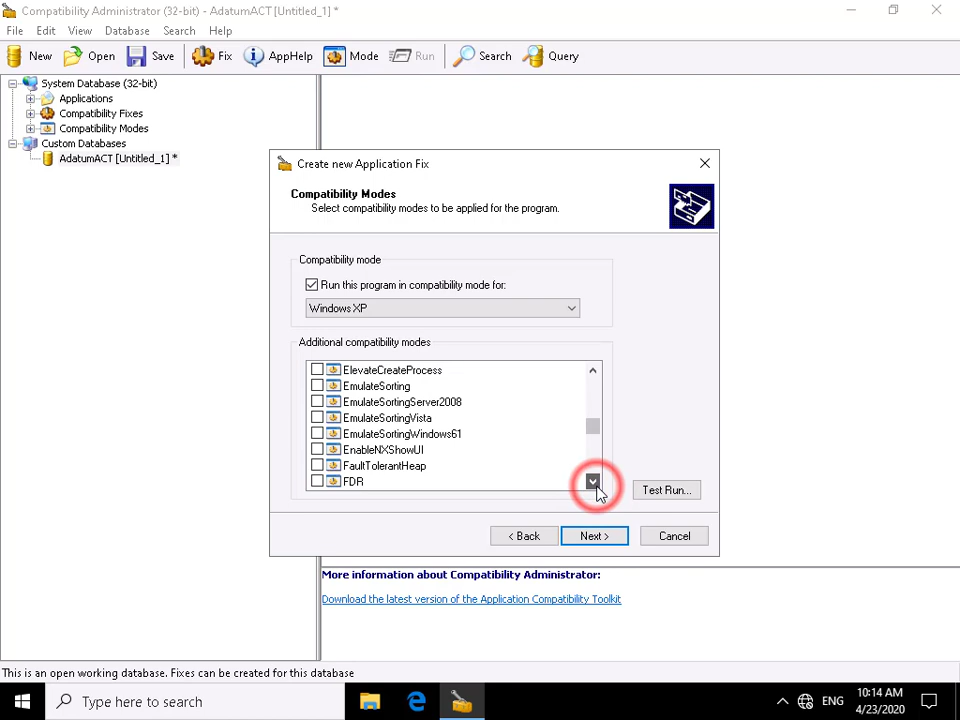 Compatibility Administrator (32-bit) - AdatumACT [Untitled_1] *
File Edit View Database Search Help
New Open Save Fix AppHelp Mode Run Search Query
System Database (32-bit)
Applications
Compatibility Fixes
Compatibility Modes
Custom Databases
AdatumACT [Untitled_1] *
Create new Application Fix
Compatibility Modes
Select compatibility modes to be applied for the program.
Compatibility mode
Run this program in compatibility mode for:
Windows XP
Additional compatibility modes
ElevateCreateProcess
EmulateSorting
EmulateSortingServer2008
EmulateSortingVista
EmulateSortingWindows61
EnableNXShowUI
FaultTolerantHeap
FDR
Test Run...
< Back Next > Cancel
More information about Compatibility Administrator:
Download the latest version of the Application Compatibility Toolkit
This is an open working database. Fixes can be created for this database
Type here to search
ENG
10:14 AM
4/23/2020